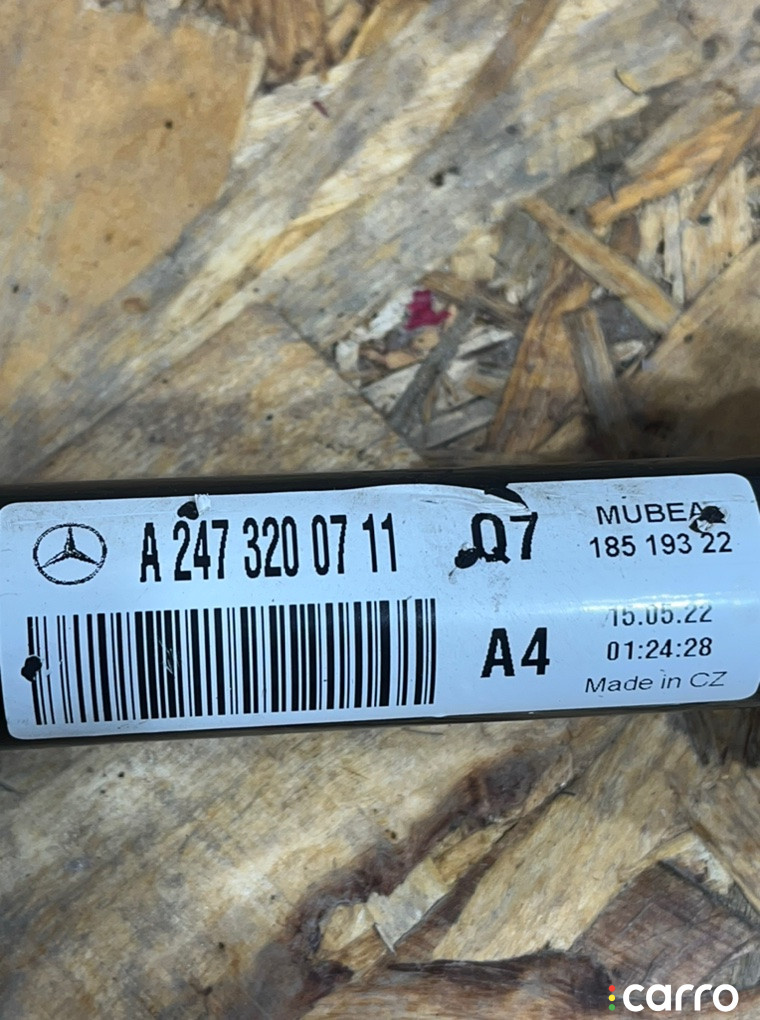 A 247 320 07 11
Q7
A4
MUBEA
185 193 22
15.05.22
01:24:28
Made in CZ
carro